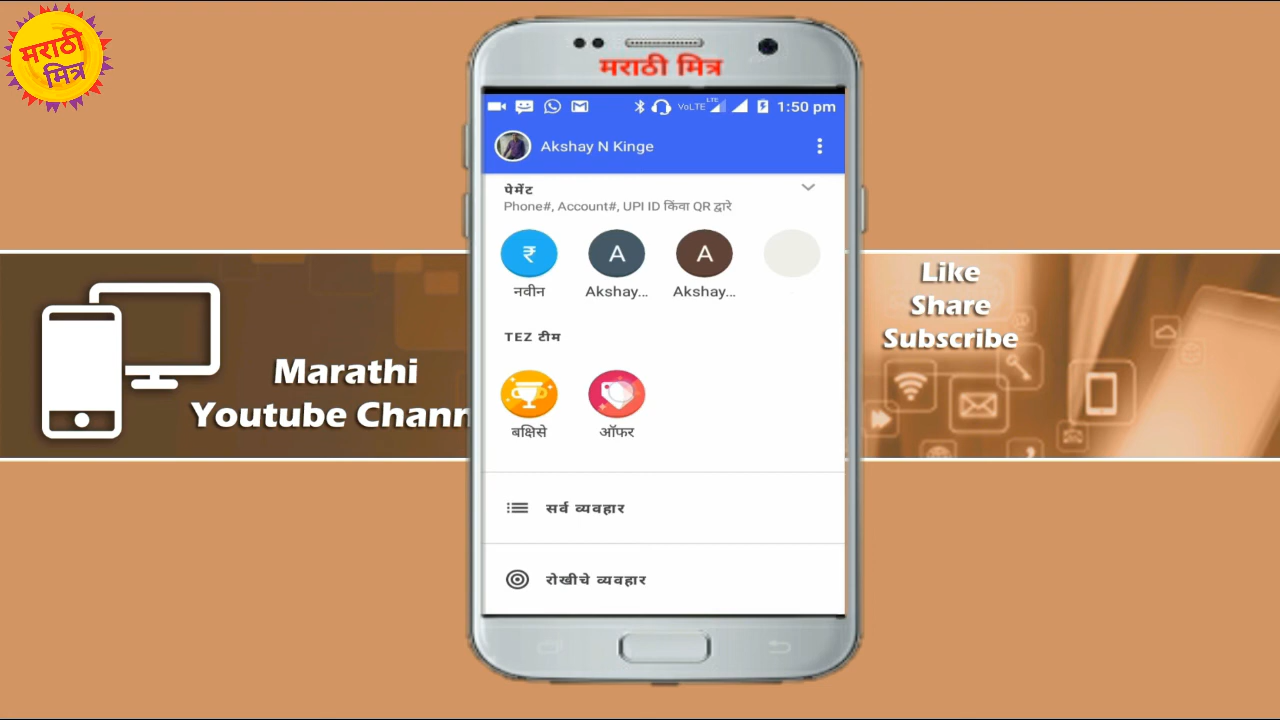 मराठी
मित्र
मराठी मित्र
VoLTE LTE 1:50 pm
Akshay N Kinge
पेमेंट
Phone#, Account#, UPI ID किंवा QR द्वारे
₹ A A
नवीन Akshay... Akshay...
TEZ टीम
बक्षिसे ऑफर
सर्व व्यवहार
रोखीचे व्यवहार
Marathi
Youtube Chann
Like
Share
Subscribe